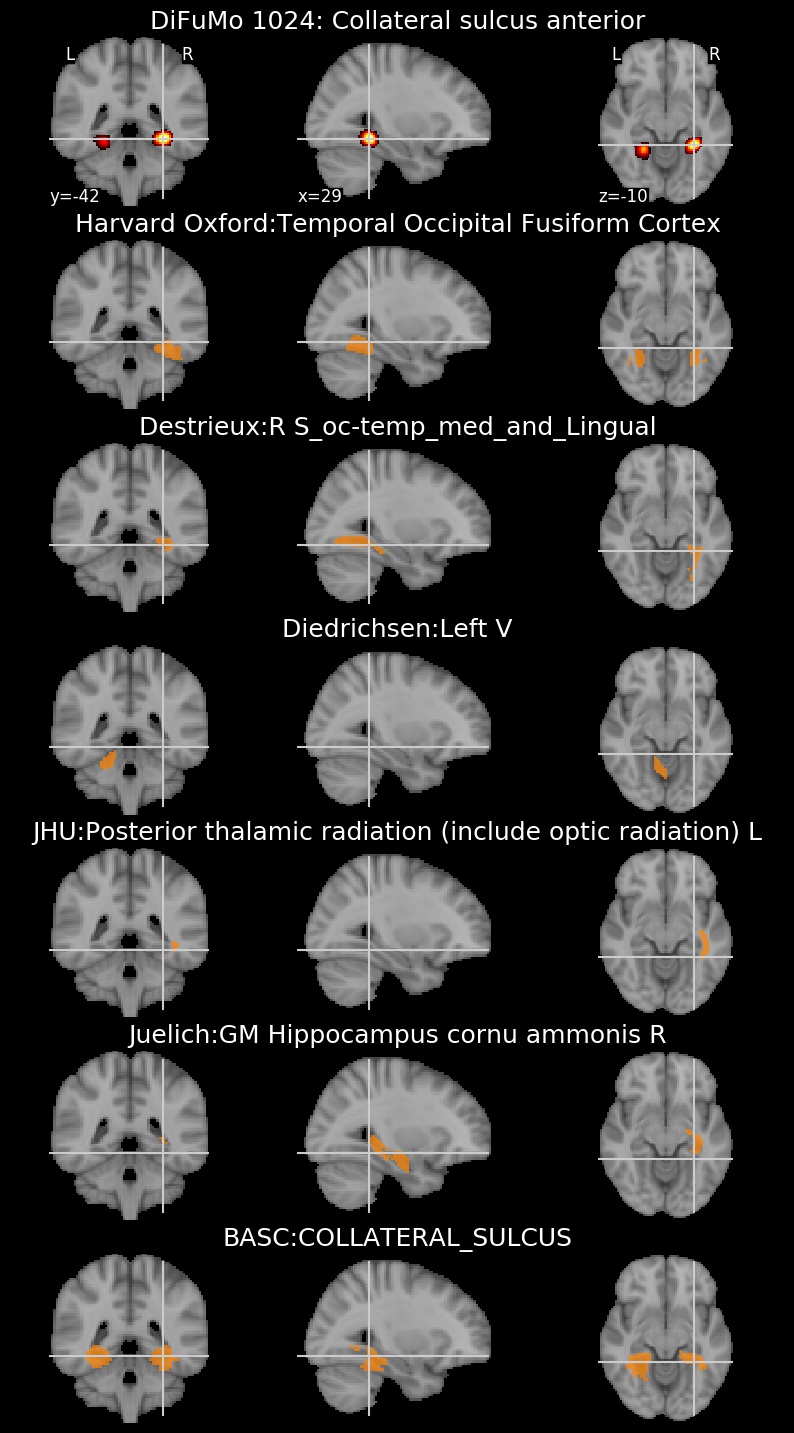 DiFuMo 1024: Collateral sulcus anterior
L R L R
y=-42 x=29 z=-10
Harvard Oxford:Temporal Occipital Fusiform Cortex
Destrieux:R S_oc-temp_med_and_Lingual
Diedrichsen:Left V
JHU:Posterior thalamic radiation (include optic radiation) L
Juelich:GM Hippocampus cornu ammonis R
BASC:COLLATERAL_SULCUS